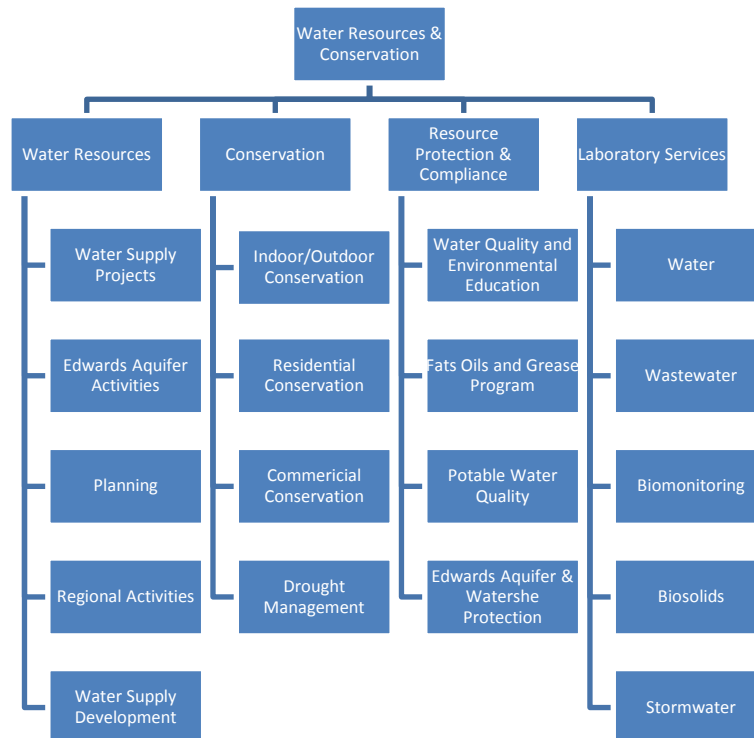 Water Resources &
Conservation
Water Resources
Conservation
Resource
Protection &
Compliance
Laboratory Services
Water Supply
Projects
Edwards Aquifer
Activities
Planning
Regional Activities
Water Supply
Development
Indoor/Outdoor
Conservation
Residential
Conservation
Commericial
Conservation
Drought
Management
Water Quality and
Environmental
Education
Fats Oils and Grease
Program
Potable Water
Quality
Edwards Aquifer &
Watershe
Protection
Water
Wastewater
Biomonitoring
Biosolids
Stormwater